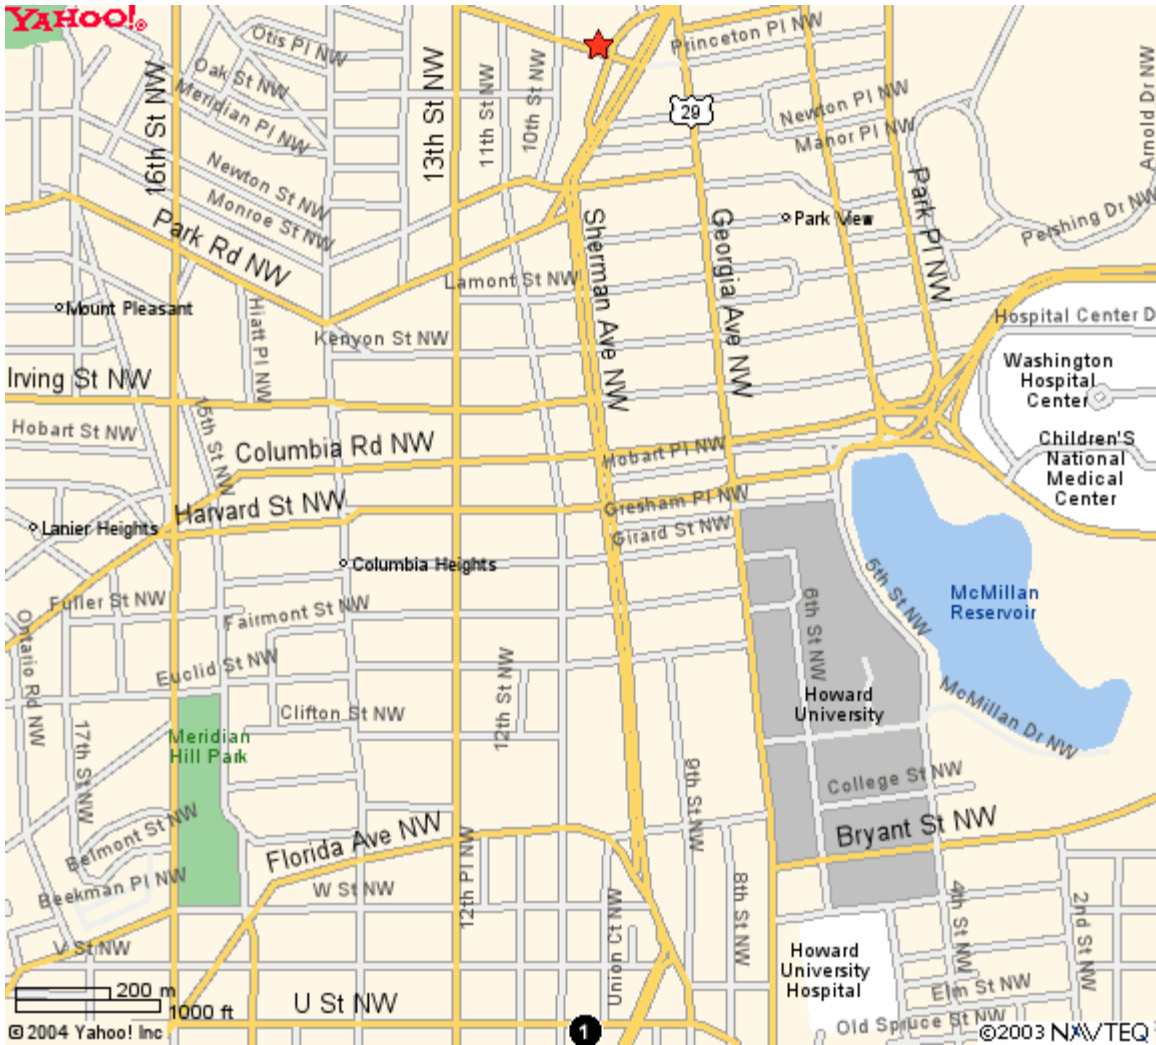 YAHOO!®
Otis Pl NW
Oak St NW
Meridian Pl NW
16th St NW
13th St NW
11th St NW
10th St NW
Princeton Pl NW
29
Newton Pl NW
Manor Pl NW
Arnold Dr NW
Newton St NW
Monroe St NW
Park Rd NW
Sherman Ave NW
Georgia Ave NW
Park View
Park Pl NW
Pershing Dr NW
Lamont St NW
Mount Pleasant
Hiatt Pl NW
Kenyon St NW
Hospital Center D
Washington
Hospital
Center
Irving St NW
15th St NW
Hobart St NW
Columbia Rd NW
Hobart Pl NW
Children'S
National
Medical
Center
Harvard St NW
Gresham Pl NW
Girard St NW
Lanier Heights
Columbia Heights
5th St NW
McMillan
Reservoir
Fuller St NW
Fairmont St NW
6th St NW
Ontario Rd NW
Euclid St NW
12th St NW
Howard
University
McMillan Dr NW
Clifton St NW
Meridian
Hill Park
17th St NW
9th St NW
College St NW
Belmont St NW
Florida Ave NW
Bryant St NW
Beekman Pl NW
W St NW
12th Pl NW
Union Ct NW
8th St NW
4th St NW
2nd St NW
V St NW
Howard
University
Hospital
200 m
1000 ft
U St NW
Elm St NW
Old Spruce St NW
1
© 2004 Yahoo! Inc
©2003 NAVTEQ